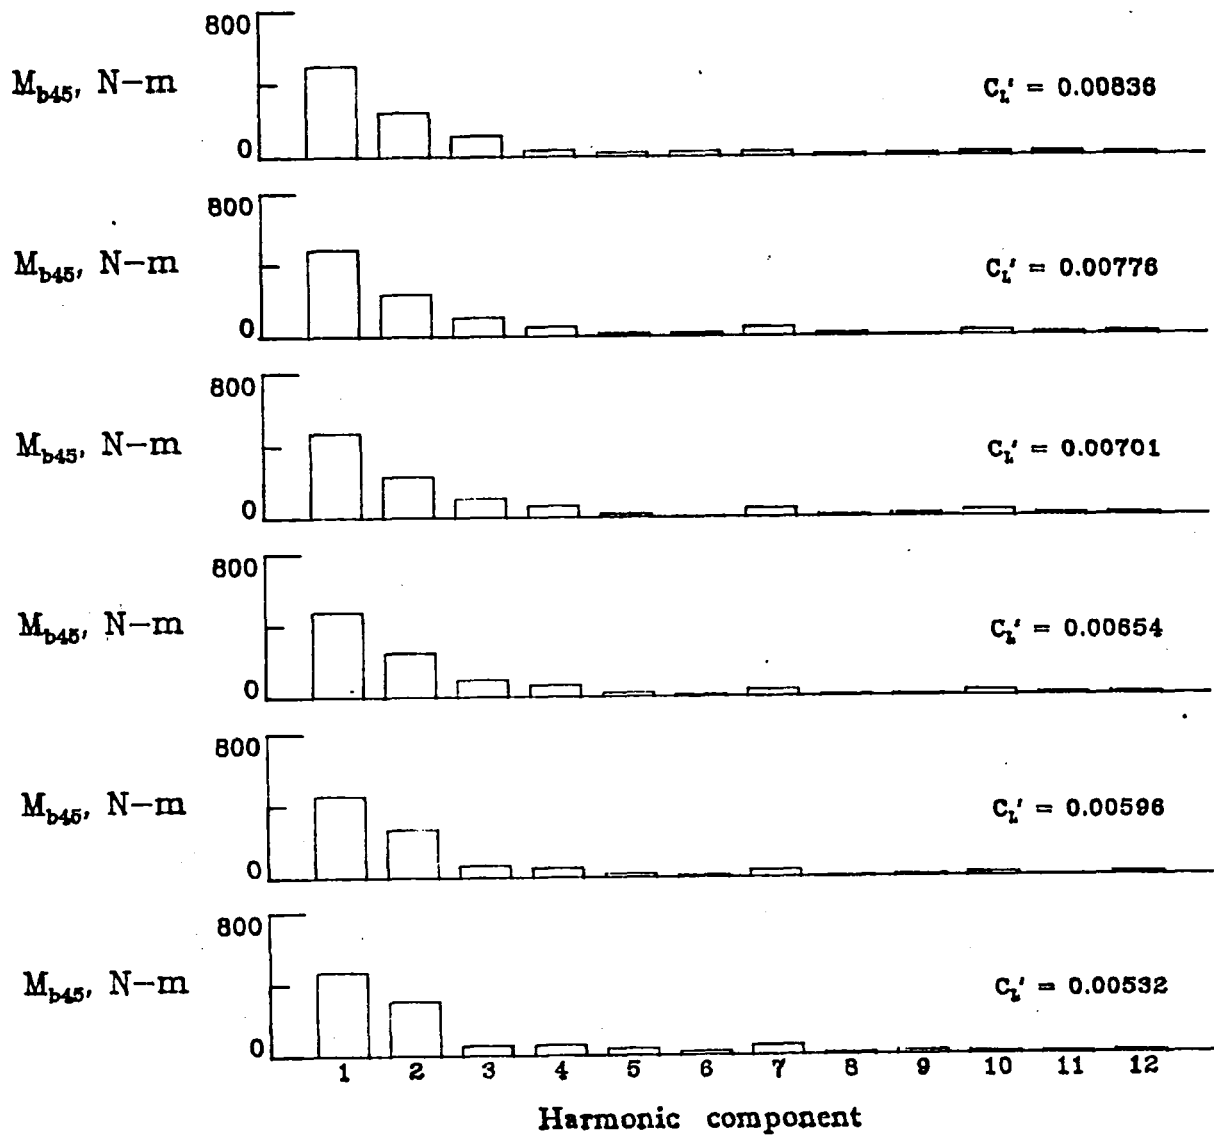 800
M_b45, N-m
C_L' = 0.00836
0
800
M_b45, N-m
C_L' = 0.00776
0
800
M_b45, N-m
C_L' = 0.00701
0
800
M_b45, N-m
C_L' = 0.00654
0
800
M_b45, N-m
C_L' = 0.00596
0
800
M_b45, N-m
C_L' = 0.00532
0
1 2 3 4 5 6 7 8 9 10 11 12
Harmonic component